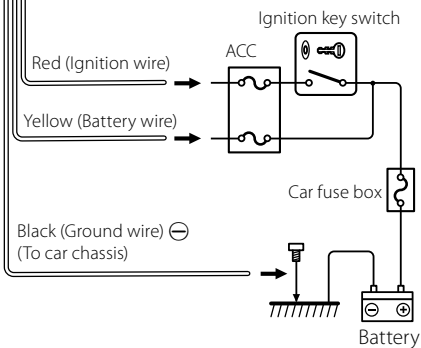 Ignition key switch
ACC
Red (Ignition wire)
Yellow (Battery wire)
Car fuse box
Black (Ground wire) ⊖
(To car chassis)
⊖ ⊕
Battery